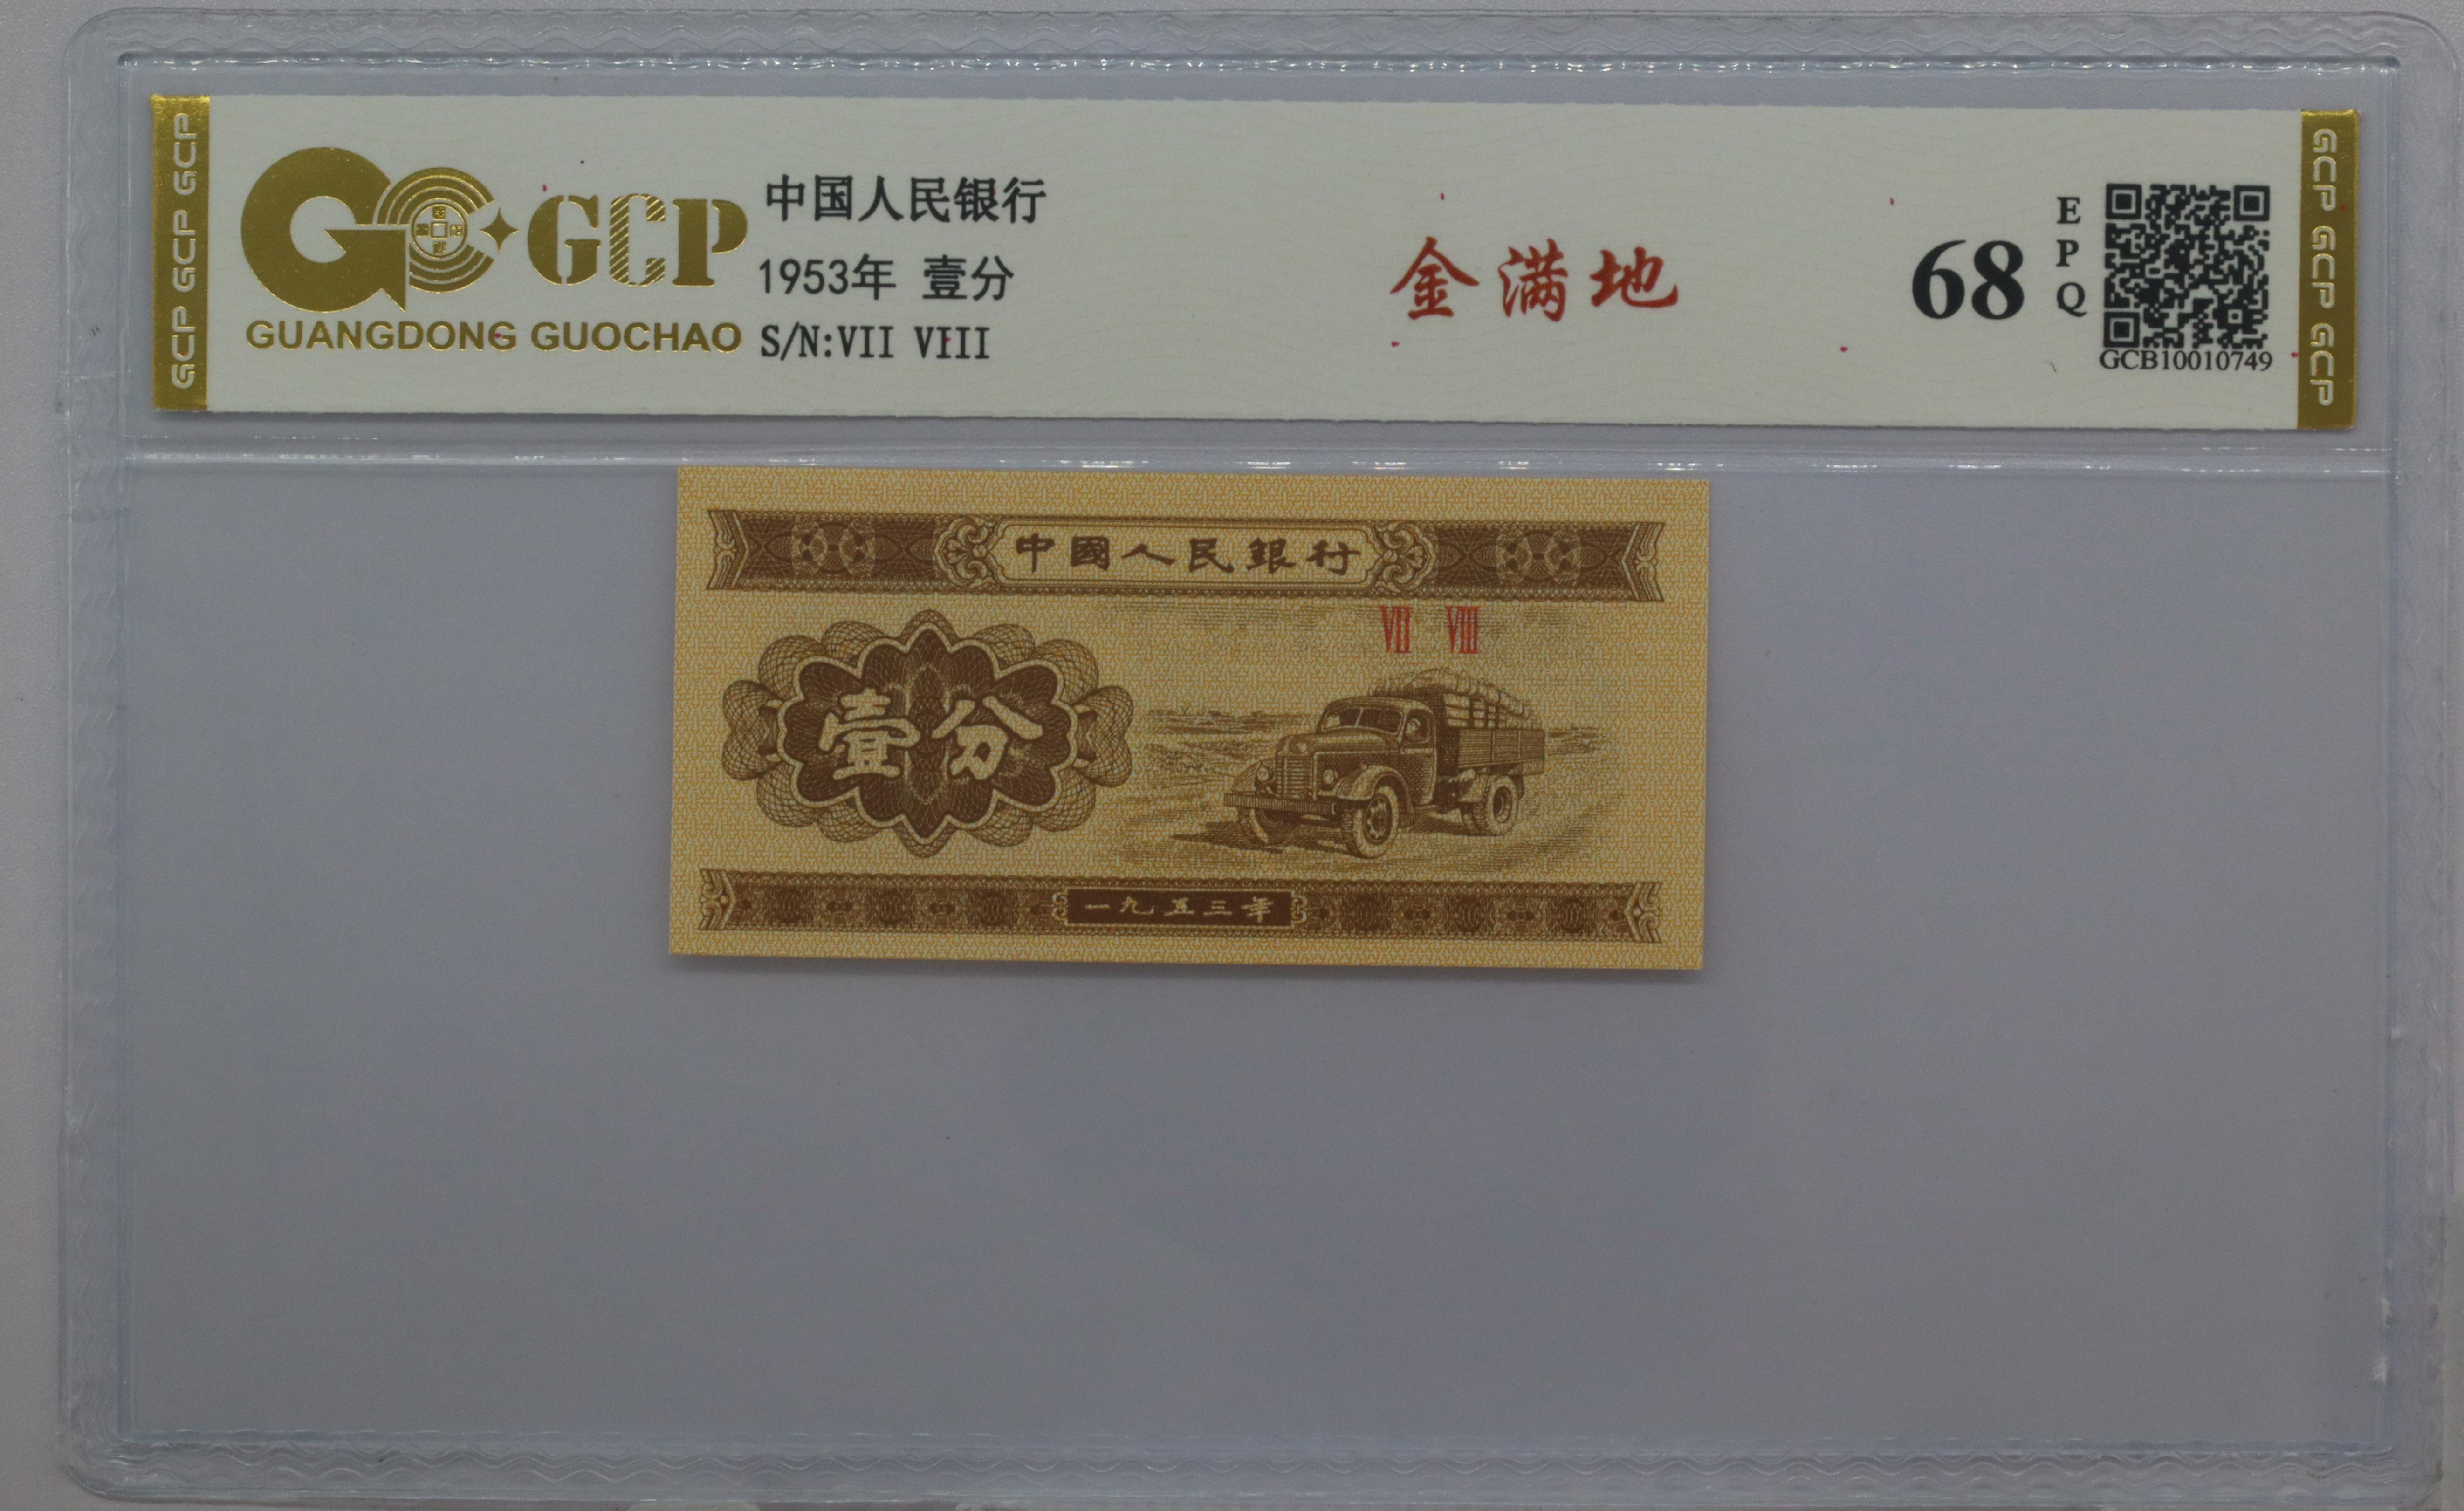 GCP GCP GCP
GCP
GUANGDONG GUOCHAO
中国人民银行
1953年 壹分
S/N:VII VIII
金满地
68
E
P
Q
GCB10010749
GCP GCP GCP
中國人民銀行
VII VIII
壹分
一九五三年